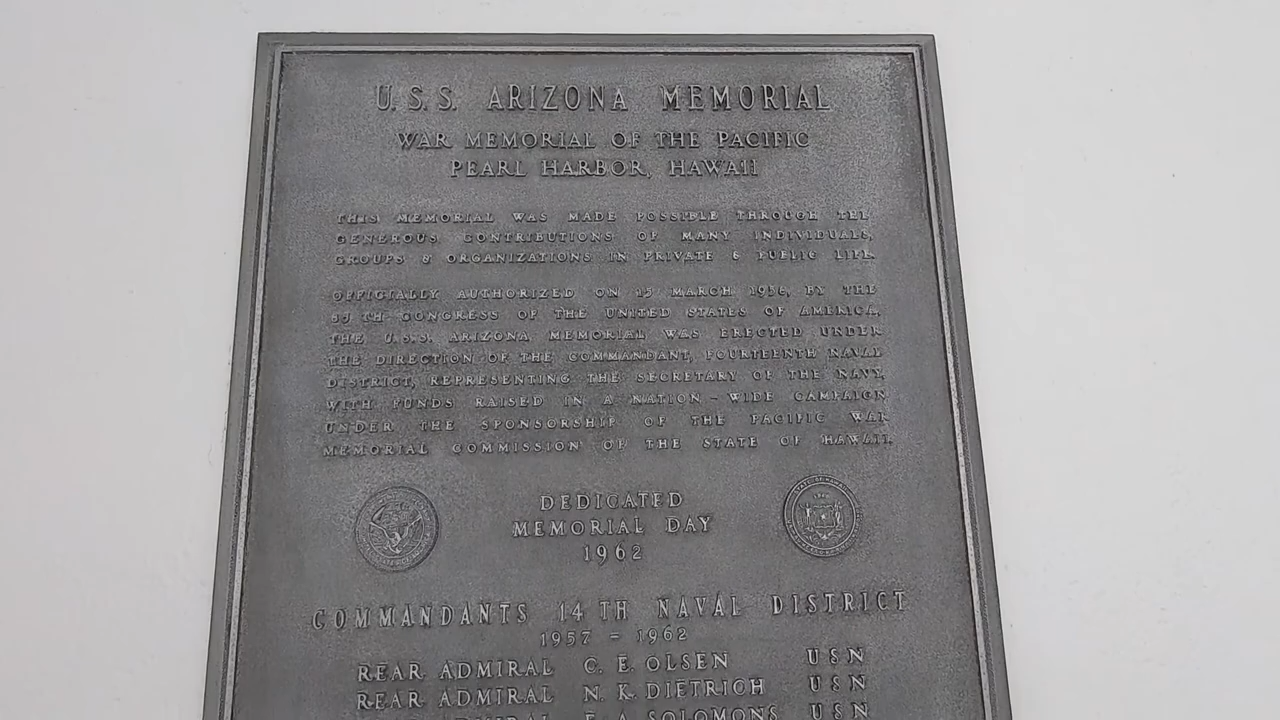 U.S.S. ARIZONA MEMORIAL
WAR MEMORIAL OF THE PACIFIC
PEARL HARBOR, HAWAII
THIS MEMORIAL WAS MADE POSSIBLE THROUGH THE
GENEROUS CONTRIBUTIONS OF MANY INDIVIDUALS,
GROUPS & ORGANIZATIONS IN PRIVATE & PUBLIC LIFE.
OFFICIALLY AUTHORIZED ON 15 MARCH 1958, BY THE
85 TH CONGRESS OF THE UNITED STATES OF AMERICA,
THE U.S.S. ARIZONA MEMORIAL WAS ERECTED UNDER
THE DIRECTION OF THE COMMANDANT, FOURTEENTH NAVAL
DISTRICT, REPRESENTING THE SECRETARY OF THE NAVY,
WITH FUNDS RAISED IN A NATION-WIDE CAMPAIGN
UNDER THE SPONSORSHIP OF THE PACIFIC WAR
MEMORIAL COMMISSION OF THE STATE OF HAWAII.
STATE OF HAWAII
1959
DEDICATED
MEMORIAL DAY
1962
COMMANDANTS 14 TH NAVAL DISTRICT
1957 - 1962
REAR ADMIRAL C. E. OLSEN USN
REAR ADMIRAL N. K. DIETRICH USN
ADMIRAL E. A. SOLOMONS USN